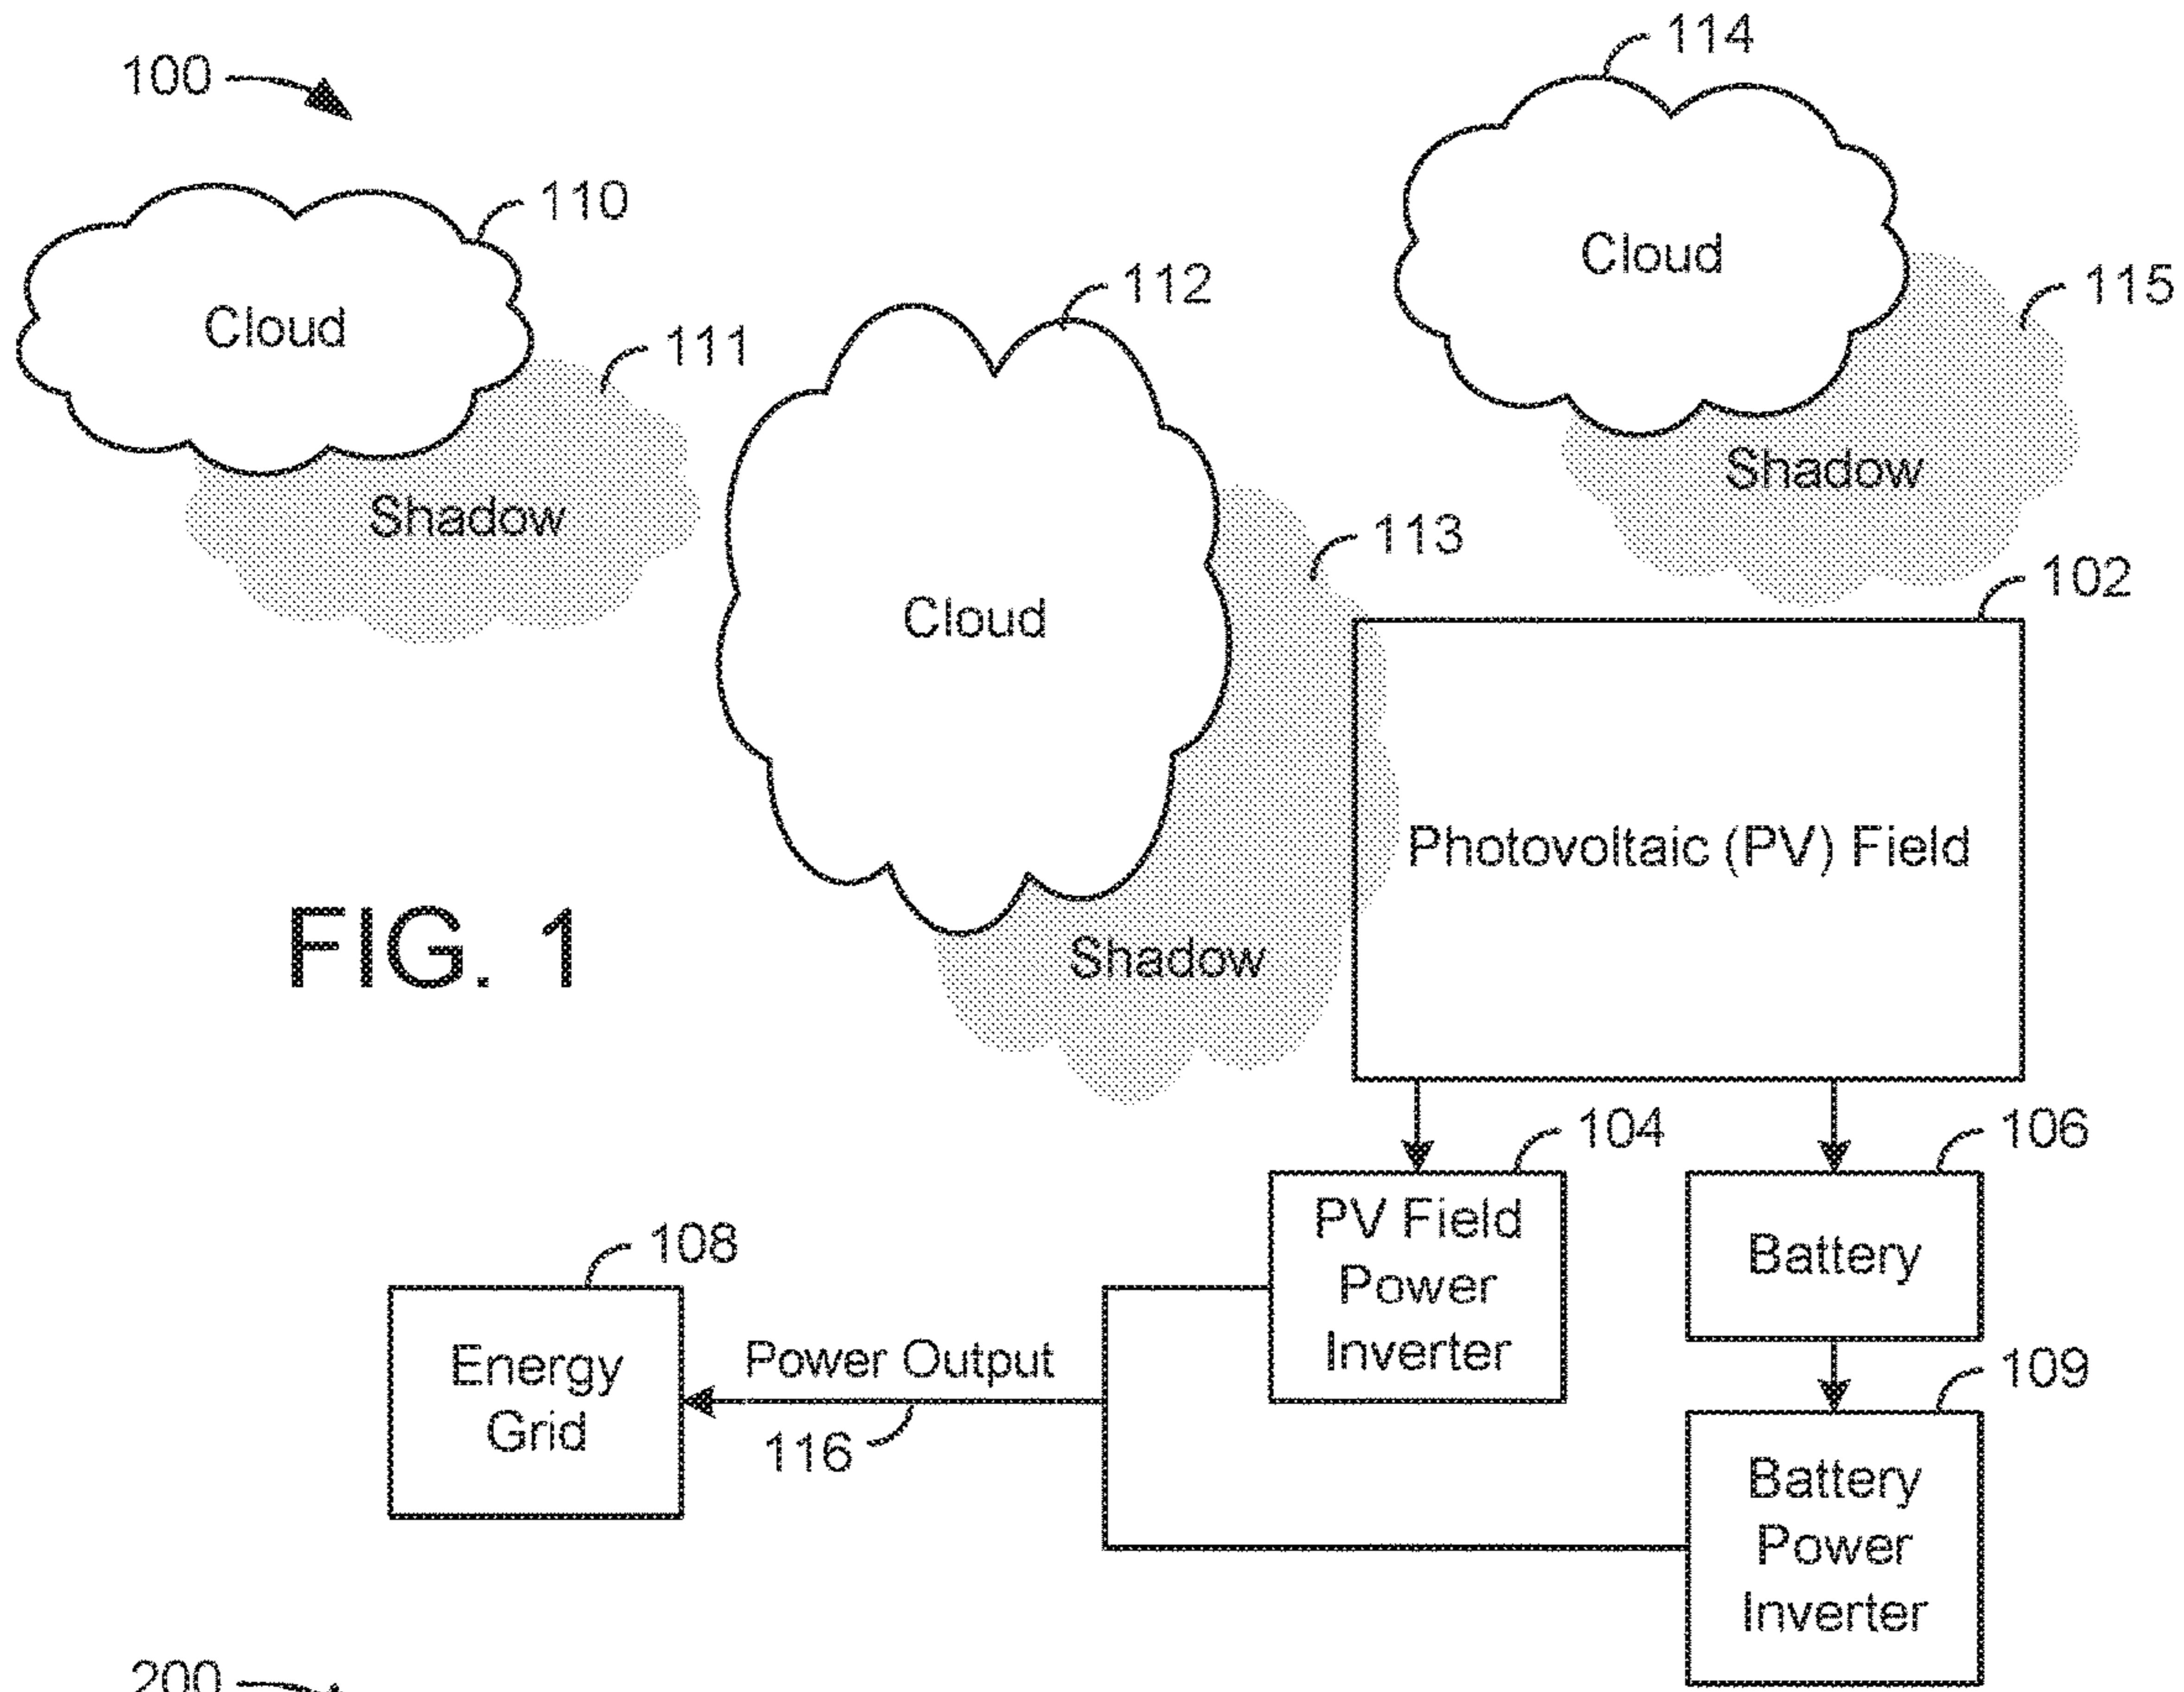 100
114
110
Cloud
112
115
Cloud
111
Shadow
Shadow
113
102
Cloud
Photovoltaic (PV) Field
FIG. 1
Shadow
104
106
PV Field
Power
Inverter
Battery
108
Energy
Grid
Power Output
116
109
Battery
Power
Inverter
200